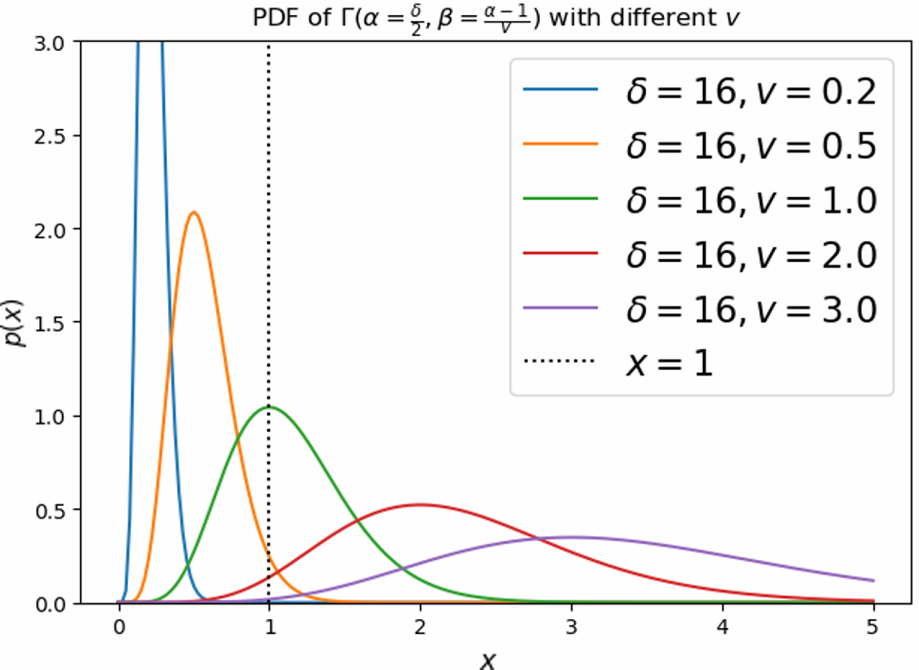 PDF of Γ(α = δ/2, β = (α−1)/v) with different v
3.0
2.5
2.0
1.5
1.0
0.5
0.0
p(x)
δ = 16, v = 0.2
δ = 16, v = 0.5
δ = 16, v = 1.0
δ = 16, v = 2.0
δ = 16, v = 3.0
x = 1
0 1 2 3 4 5
x